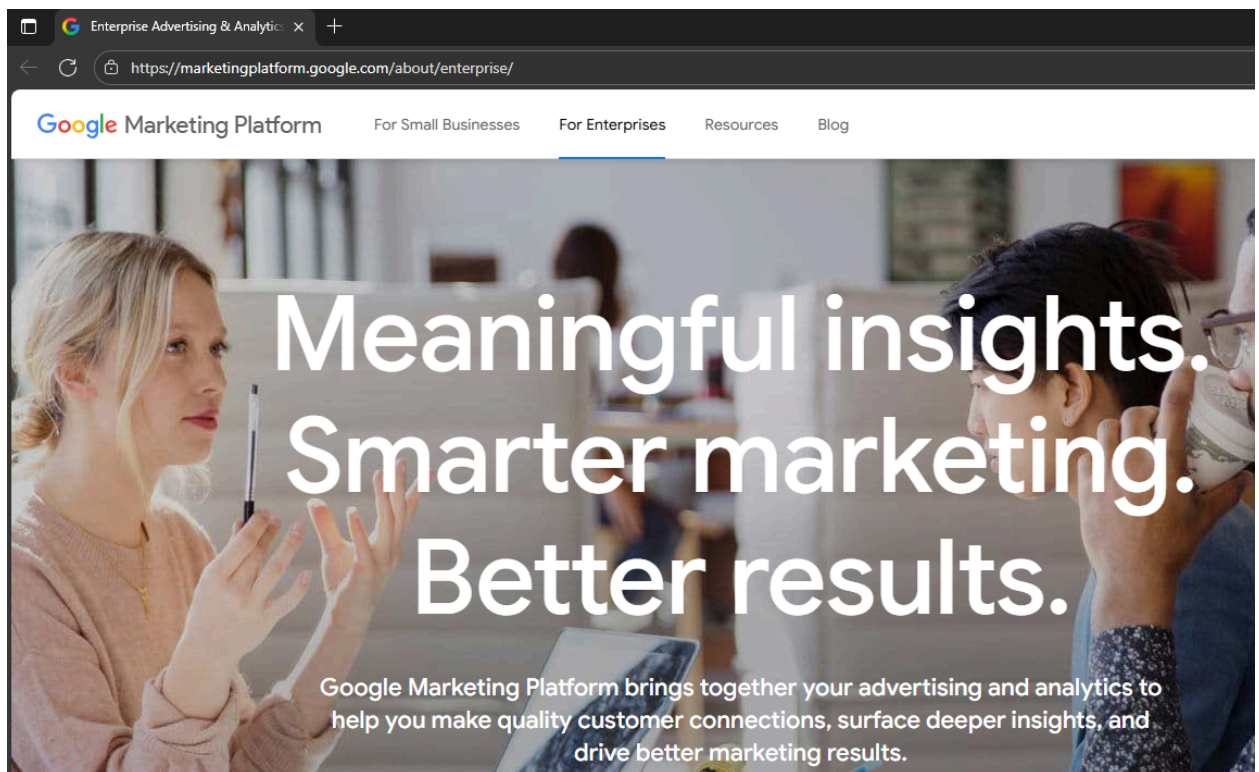 Enterprise Advertising & Analytic
https://marketingplatform.google.com/about/enterprise/
Google Marketing Platform
For Small Businesses
For Enterprises
Resources
Blog
Meaningful insights.
Smarter marketing.
Better results.
Google Marketing Platform brings together your advertising and analytics to
help you make quality customer connections, surface deeper insights, and
drive better marketing results.